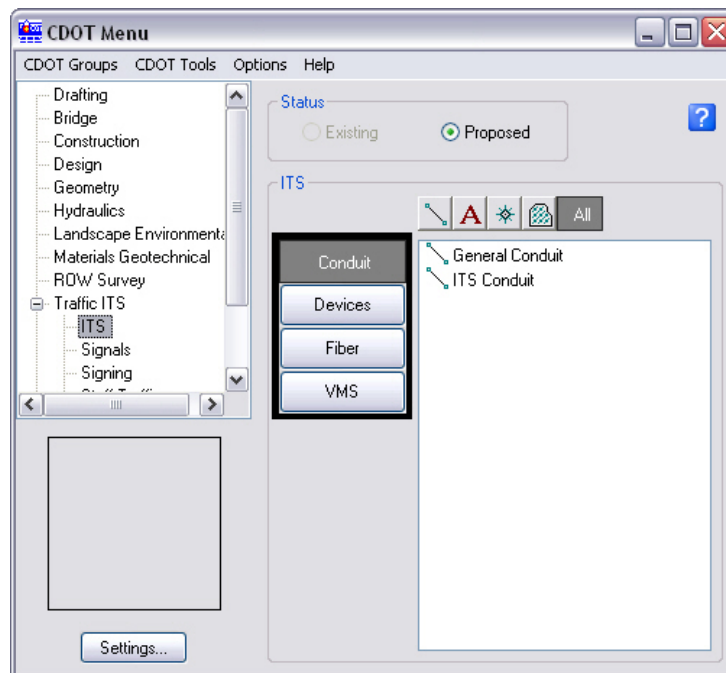 CDOT Menu
CDOT Groups CDOT Tools Options Help
Drafting
Bridge
Construction
Design
Geometry
Hydraulics
Landscape Environmenta
Materials Geotechnical
ROW Survey
Traffic ITS
ITS
Signals
Signing
Status
Existing Proposed
?
ITS
A All
Conduit
Devices
Fiber
VMS
General Conduit
ITS Conduit
Settings...